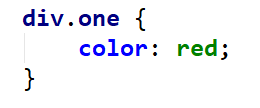 div.one {
    color: red;
}